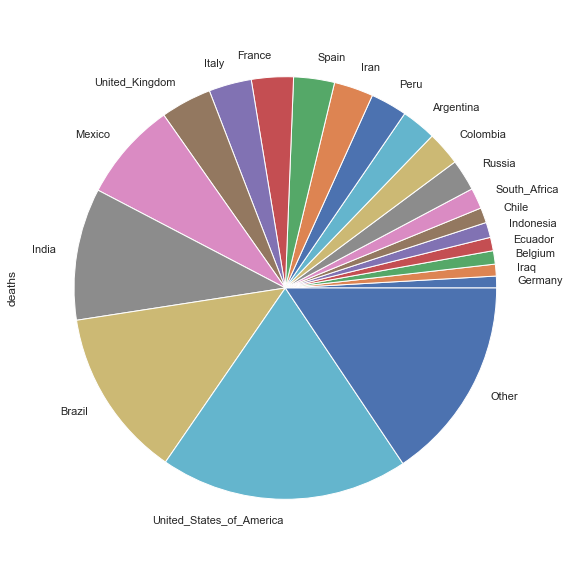 Spain
France
Italy
Iran
United_Kingdom
Peru
Argentina
Mexico
Colombia
Russia
South_Africa
Chile
Indonesia
Ecuador
India
Belgium
Iraq
Germany
deaths
Other
Brazil
United_States_of_America